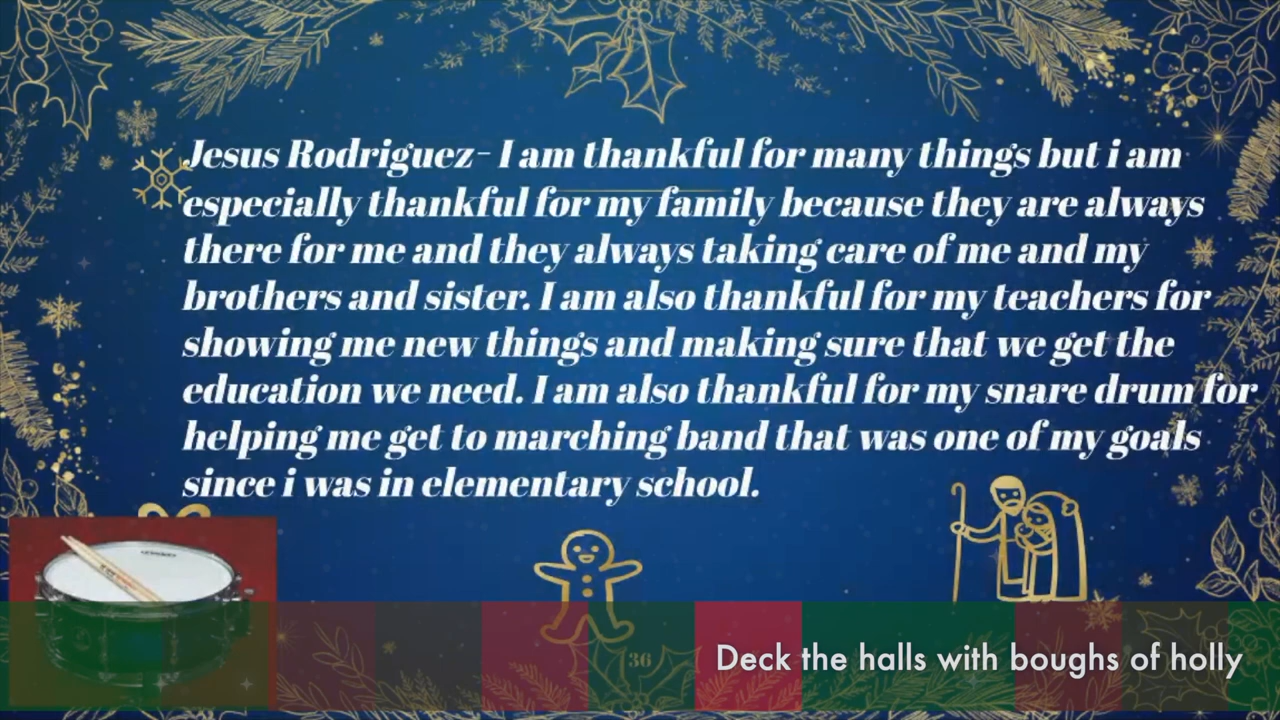 Jesus Rodriguez- I am thankful for many things but i am
especially thankful for my family because they are always
there for me and they always taking care of me and my
brothers and sister. I am also thankful for my teachers for
showing me new things and making sure that we get the
education we need. I am also thankful for my snare drum for
helping me get to marching band that was one of my goals
since i was in elementary school.
36
Deck the halls with boughs of holly